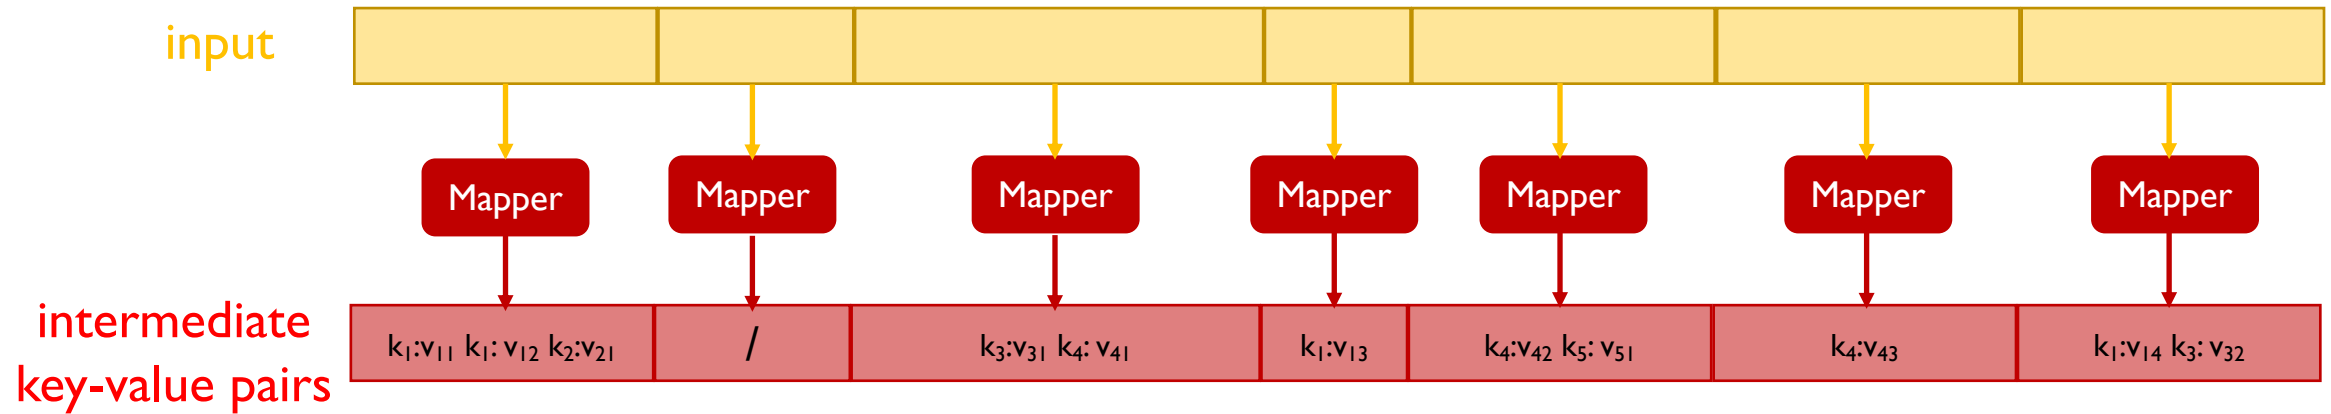 input
Mapper Mapper Mapper Mapper Mapper Mapper Mapper
intermediate
key-value pairs
k₁:v₁₁ k₁: v₁₂ k₂:v₂₁ / k₃:v₃₁ k₄: v₄₁ k₁:v₁₃ k₄:v₄₂ k₅: v₅₁ k₄:v₄₃ k₁:v₁₄ k₃: v₃₂